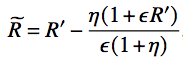 R̃ = R′ − η(1+ϵR′) / ϵ(1+η)